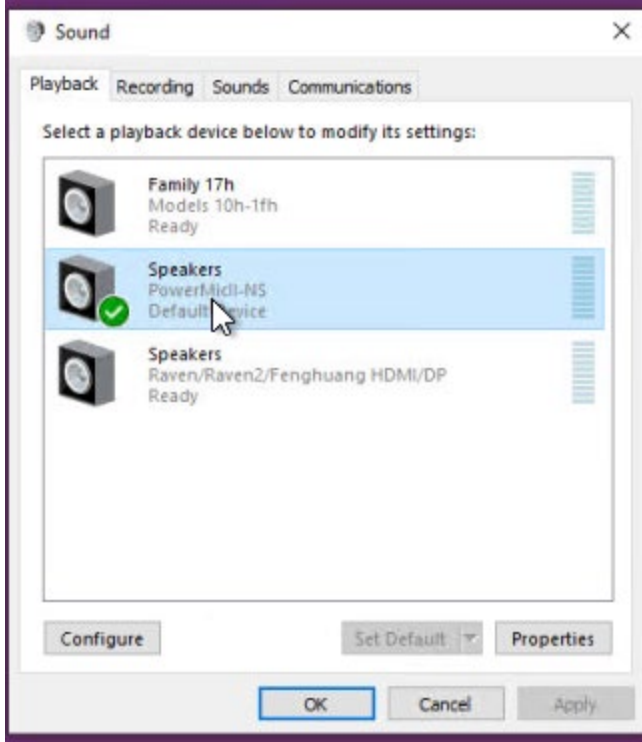 Sound
Playback Recording Sounds Communications
Select a playback device below to modify its settings:
Family 17h
Models 10h-1fh
Ready
Speakers
PowerMicII-NS
Default Device
Speakers
Raven/Raven2/Fenghuang HDMI/DP
Ready
Configure Set Default Properties
OK Cancel Apply